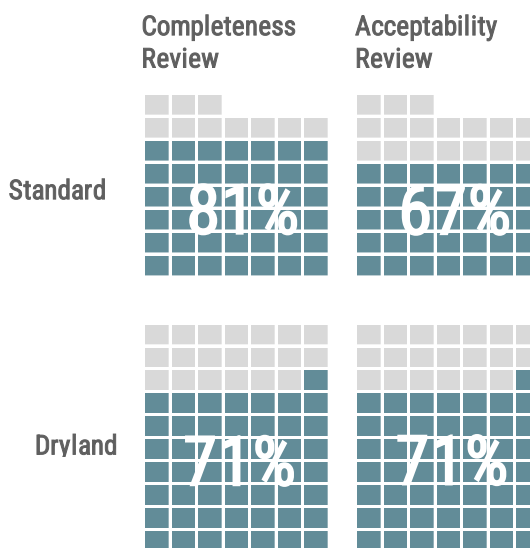 Completeness
Review
Acceptability
Review
Standard
81%
67%
Dryland
71%
71%